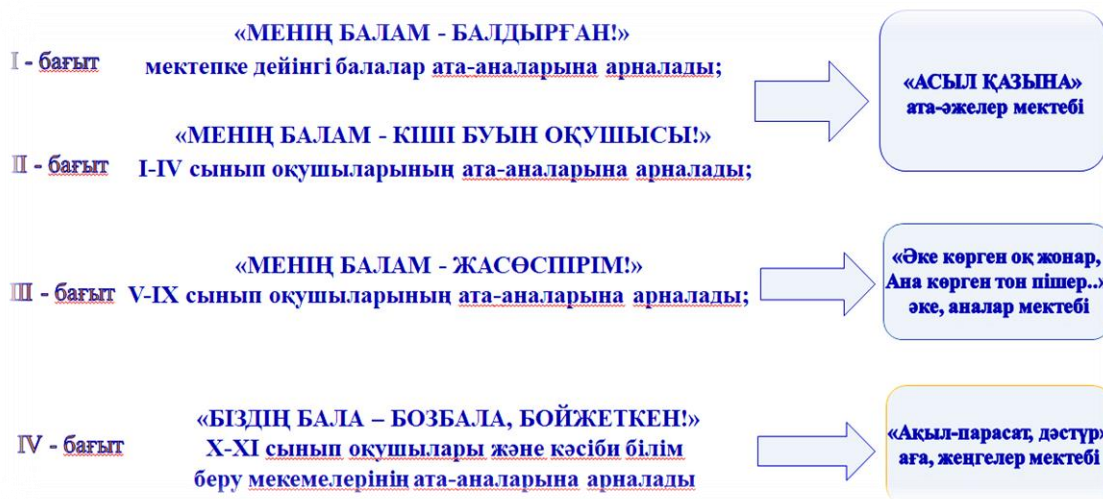 «МЕНІҢ БАЛАМ - БАЛДЫРҒАН!»
I - бағыт
мектепке дейінгі балалар ата-аналарына арналады;
«АСЫЛ ҚАЗЫНА»
ата-әжелер мектебі
«МЕНІҢ БАЛАМ - КІШІ БУЫН ОҚУШЫСЫ!»
II - бағыт
I-IV сынып оқушыларының ата-аналарына арналады;
«МЕНІҢ БАЛАМ - ЖАСӨСПІРІМ!»
III - бағыт
V-IX сынып оқушыларының ата-аналарына арналады;
«Әке көрген оқ жонар,
Ана көрген тон пішер..»
әке, аналар мектебі
«БІЗДІҢ БАЛА – БОЗБАЛА, БОЙЖЕТКЕН!»
IV - бағыт
X-XI сынып оқушылары және кәсіби білім
беру мекемелерінің ата-аналарына арналады
«Ақыл-парасат, дәстүр»
аға, жеңгелер мектебі